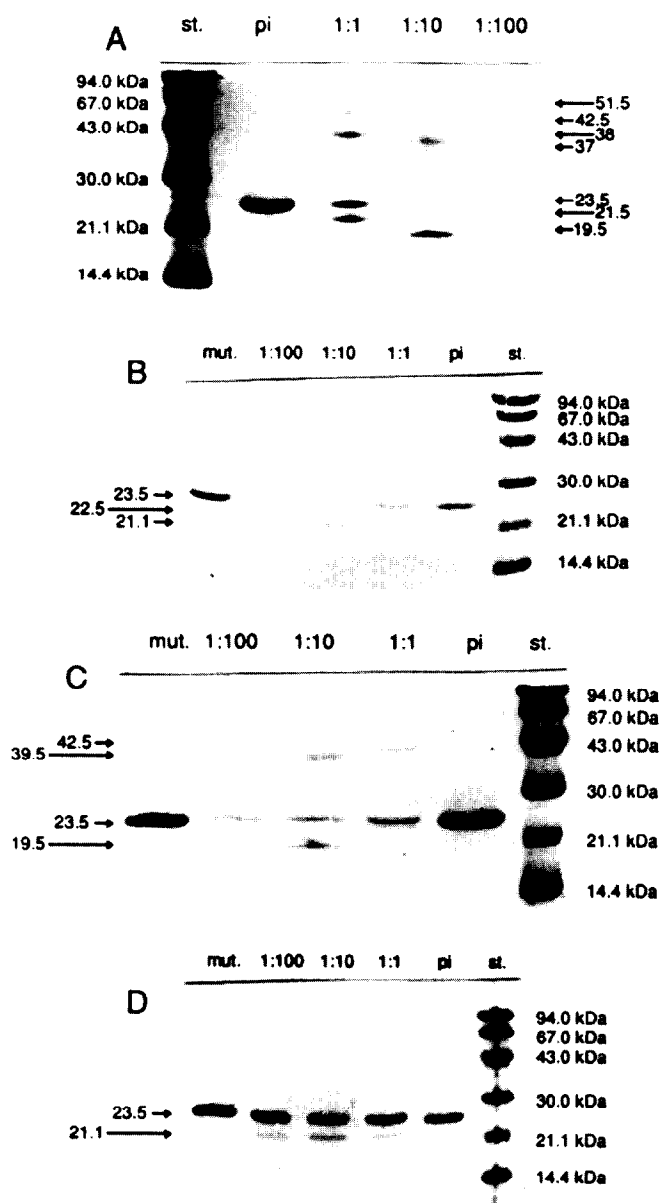 A
st. pi 1:1 1:10 1:100
94.0 kDa
67.0 kDa
43.0 kDa
30.0 kDa
21.1 kDa
14.4 kDa
51.5
42.5
38
37
23.5
21.5
19.5
B
mut. 1:100 1:10 1:1 pi st.
23.5
22.5
21.1
94.0 kDa
67.0 kDa
43.0 kDa
30.0 kDa
21.1 kDa
14.4 kDa
C
mut. 1:100 1:10 1:1 pi st.
42.5
39.5
23.5
19.5
94.0 kDa
67.0 kDa
43.0 kDa
30.0 kDa
21.1 kDa
14.4 kDa
D
mut. 1:100 1:10 1:1 pi st.
23.5
21.1
94.0 kDa
67.0 kDa
43.0 kDa
30.0 kDa
21.1 kDa
14.4 kDa